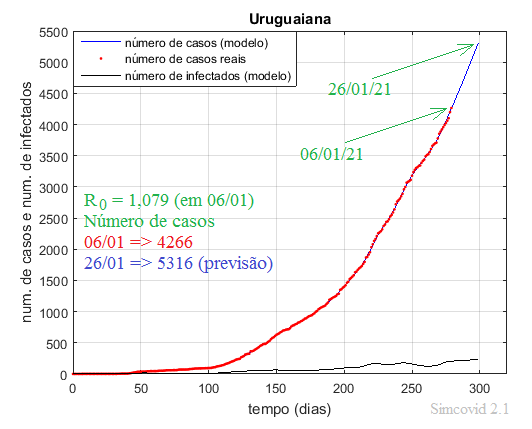 Uruguaiana
número de casos (modelo)
número de casos reais
número de infectados (modelo)
26/01/21
06/01/21
R0 = 1,079 (em 06/01)
Número de casos
06/01 => 4266
26/01 => 5316 (previsão)
num. de casos e num. de infectados
5500
5000
4500
4000
3500
3000
2500
2000
1500
1000
500
0
0 50 100 150 200 250 300
tempo (dias)
Simcovid 2.1